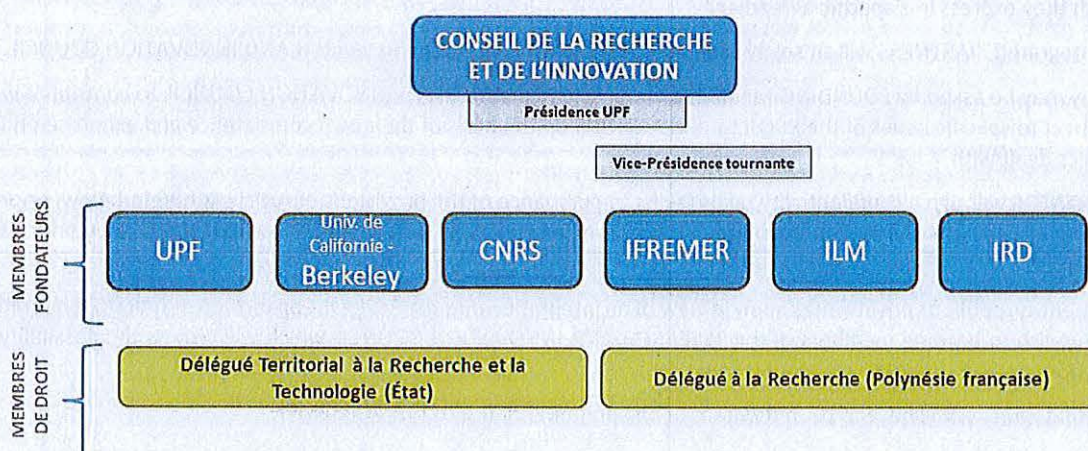 CONSEIL DE LA RECHERCHE
ET DE L'INNOVATION
Présidence UPF
Vice-Présidence tournante
MEMBRES
FONDATEURS
UPF
Univ. de
Californie -
Berkeley
CNRS
IFREMER
ILM
IRD
MEMBRES
DE DROIT
Délégué Territorial à la Recherche et la
Technologie (État)
Délégué à la Recherche (Polynésie française)